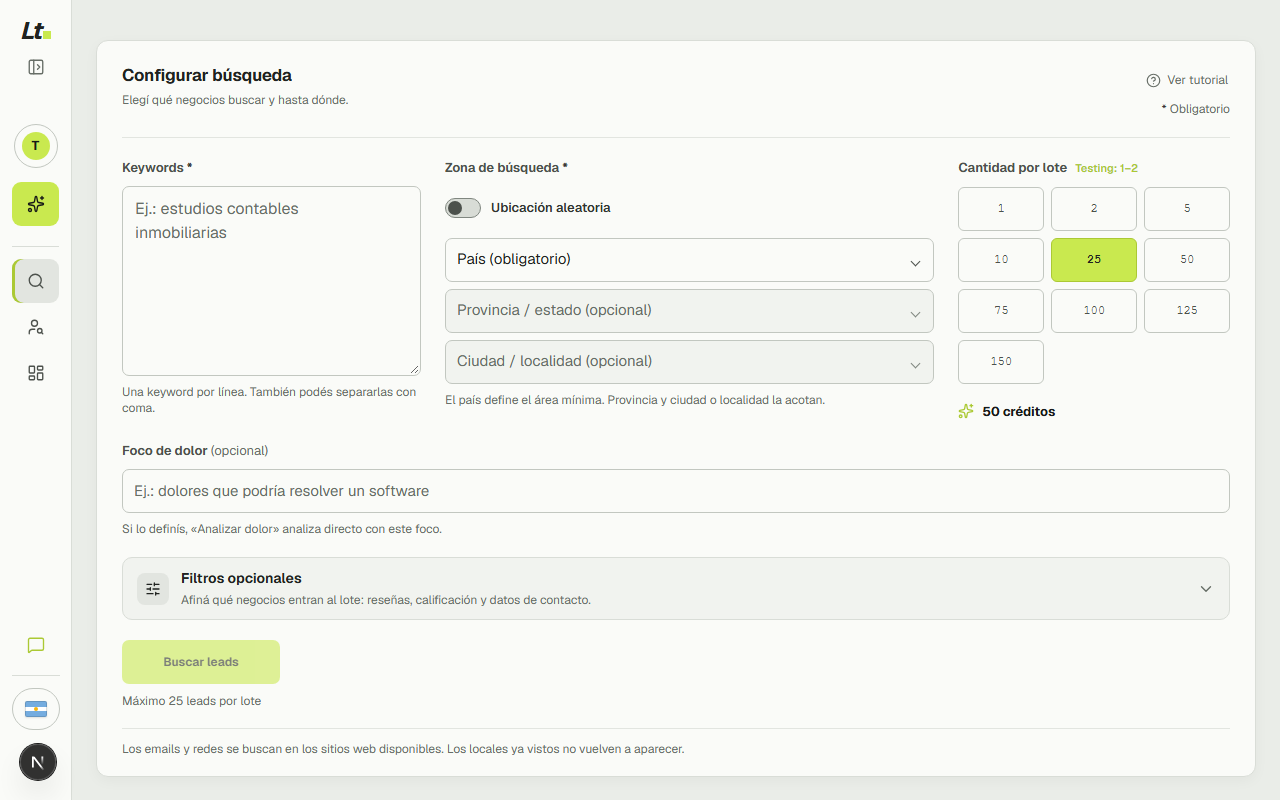 Lt.
Configurar búsqueda
Elegí qué negocios buscar y hasta dónde.
Ver tutorial
* Obligatorio
T
Keywords *
Ej.: estudios contables
inmobiliarias
Una keyword por línea. También podés separarlas con
coma.
Zona de búsqueda *
Ubicación aleatoria
País (obligatorio)
Provincia / estado (opcional)
Ciudad / localidad (opcional)
El país define el área mínima. Provincia y ciudad o localidad la acotan.
Cantidad por lote Testing: 1–2
1 2 5
10 25 50
75 100 125
150
50 créditos
Foco de dolor (opcional)
Ej.: dolores que podría resolver un software
Si lo definís, «Analizar dolor» analiza directo con este foco.
Filtros opcionales
Afiná qué negocios entran al lote: reseñas, calificación y datos de contacto.
Buscar leads
Máximo 25 leads por lote
Los emails y redes se buscan en los sitios web disponibles. Los locales ya vistos no vuelven a aparecer.
N